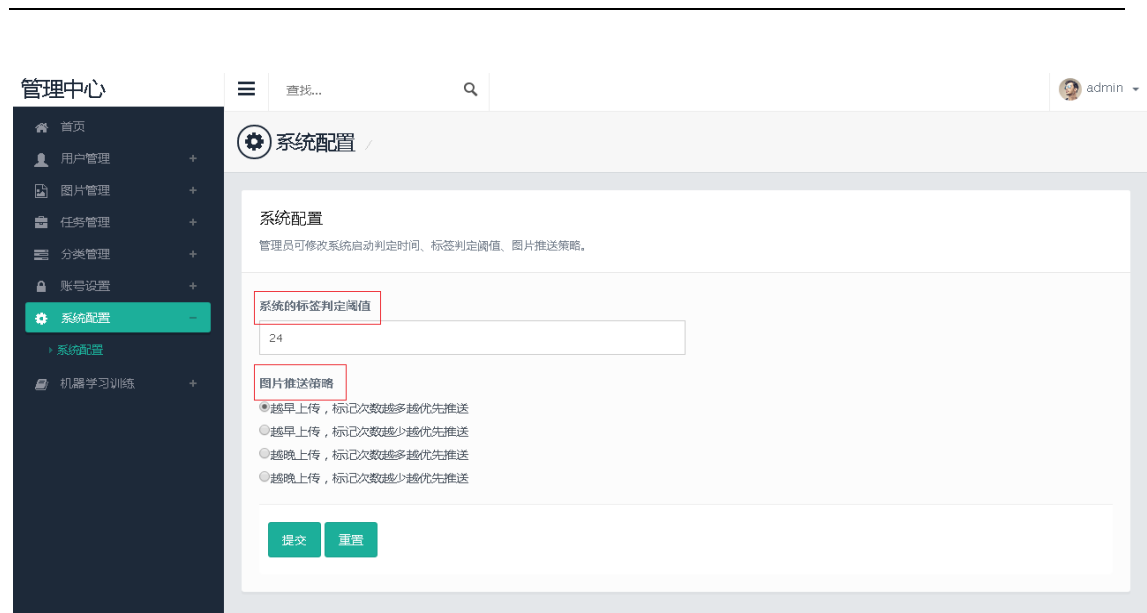 管理中心
查找...
admin
首页
用户管理 +
图片管理 +
任务管理 +
分类管理 +
账号设置 +
系统配置 -
系统配置
机器学习训练 +
系统配置 /
系统配置
管理员可修改系统启动判定时间、标签判定阈值、图片推送策略。
系统的标签判定阈值
24
图片推送策略
越早上传，标记次数越多越优先推送
越早上传，标记次数越少越优先推送
越晚上传，标记次数越多越优先推送
越晚上传，标记次数越少越优先推送
提交 重置